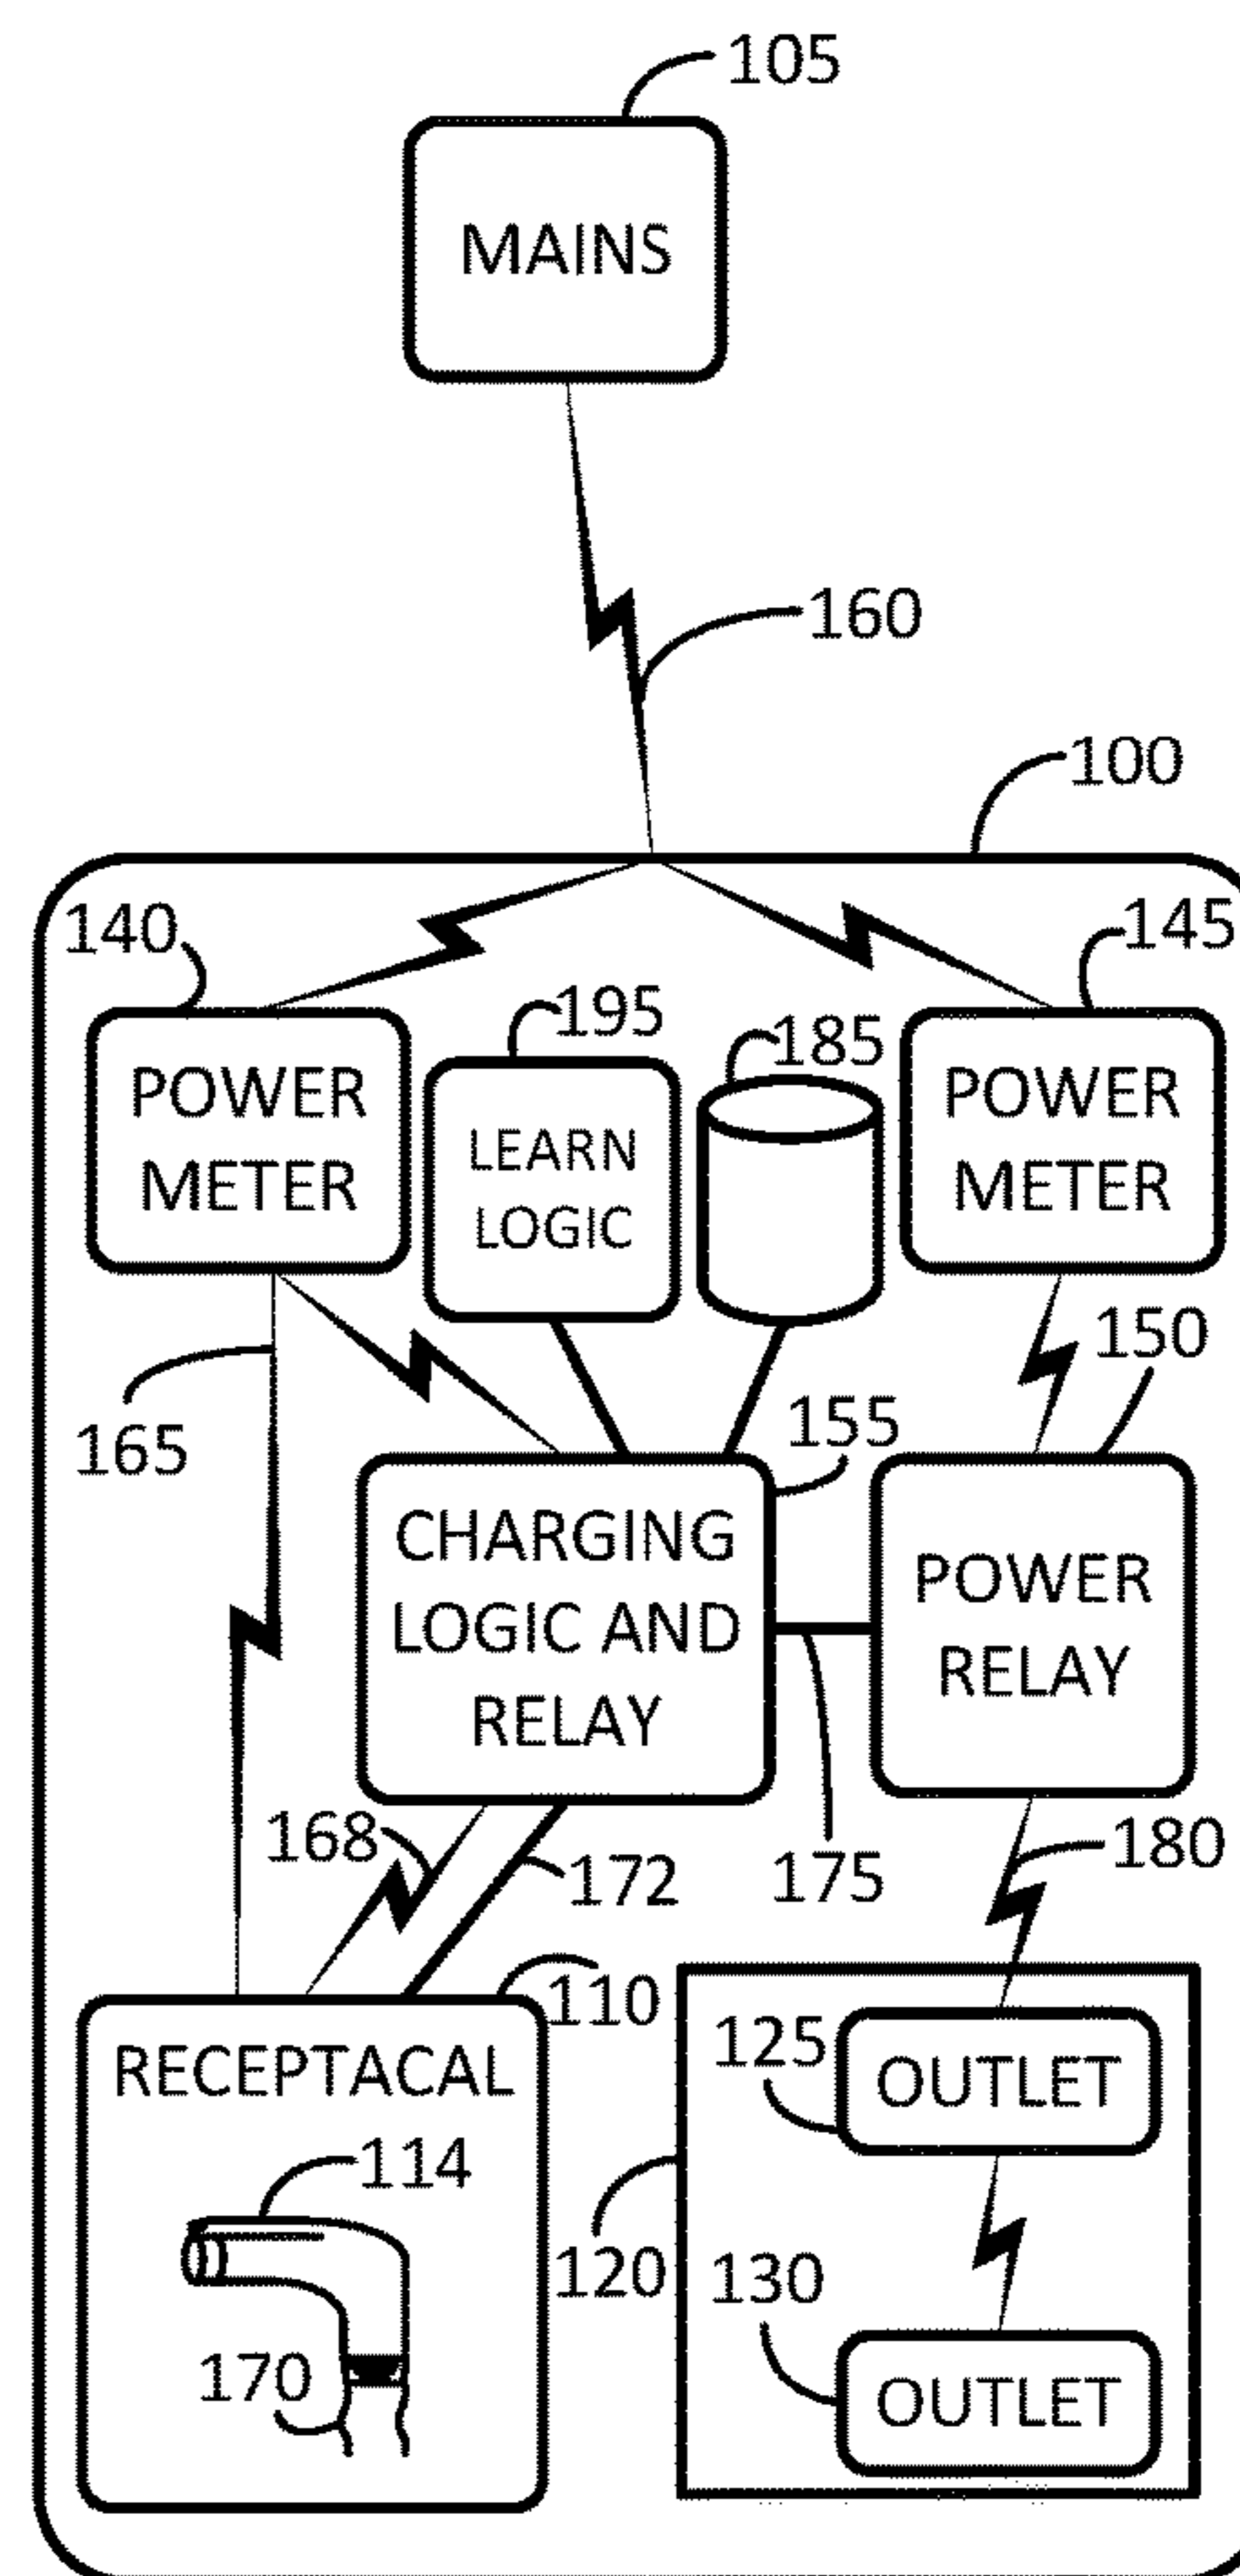 105
MAINS
160
100
140
145
195
185
POWER
METER
LEARN
LOGIC
POWER
METER
150
165
155
CHARGING
LOGIC AND
RELAY
POWER
RELAY
168
172
175
180
110
RECEPTACAL
125
OUTLET
114
120
130
170
OUTLET